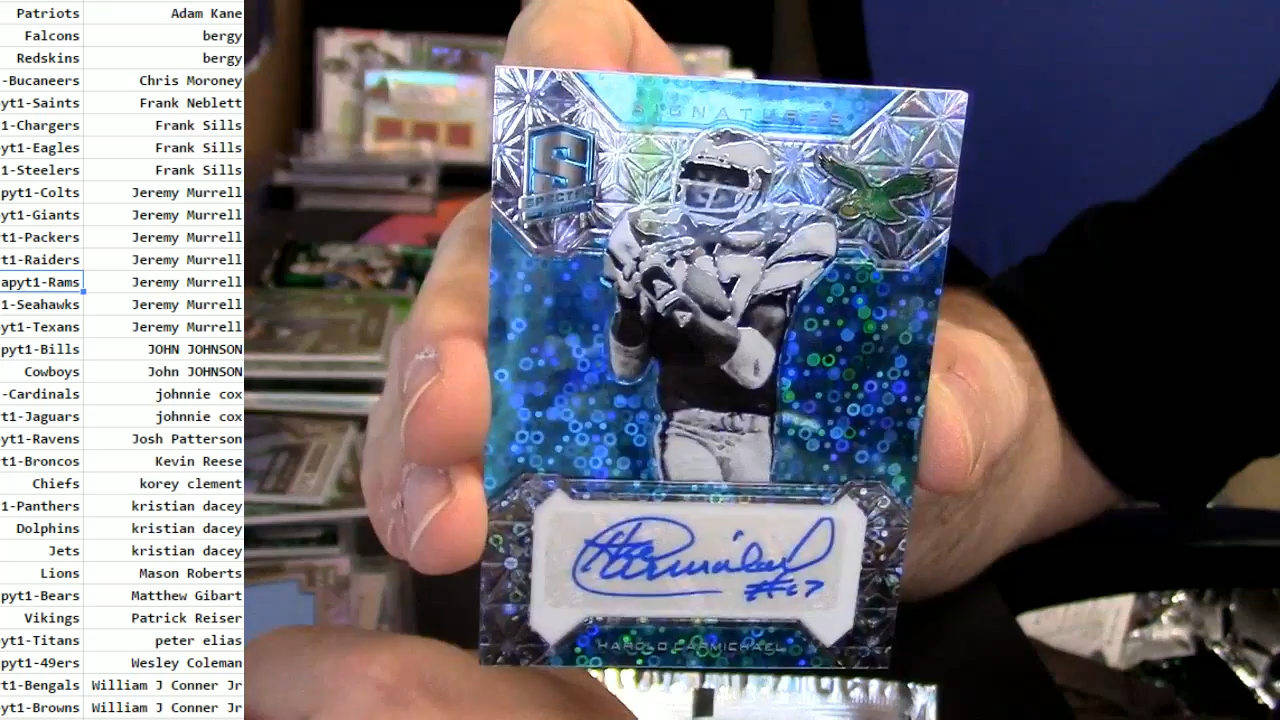 Patriots Adam Kane
Falcons bergy
Redskins bergy
-Bucaneers Chris Moroney
pyt1-Saints Frank Neblett
1-Chargers Frank Sills
yt1-Eagles Frank Sills
1-Steelers Frank Sills
apyt1-Colts Jeremy Murrell
yt1-Giants Jeremy Murrell
t1-Packers Jeremy Murrell
t1-Raiders Jeremy Murrell
apyt1-Rams Jeremy Murrell
1-Seahawks Jeremy Murrell
yt1-Texans Jeremy Murrell
pyt1-Bills JOHN JOHNSON
Cowboys John JOHNSON
-Cardinals johnnie cox
t1-Jaguars johnnie cox
yt1-Ravens Josh Patterson
t1-Broncos Kevin Reese
Chiefs korey clement
1-Panthers kristian dacey
Dolphins kristian dacey
Jets kristian dacey
Lions Mason Roberts
pyt1-Bears Matthew Gibart
Vikings Patrick Reiser
yt1-Titans peter elias
pyt1-49ers Wesley Coleman
t1-Bengals William J Conner Jr
t1-Browns William J Conner Jr
SIGNATURES
S
SPECTRA
H Carmichael
#17
HAROLD CARMICHAEL